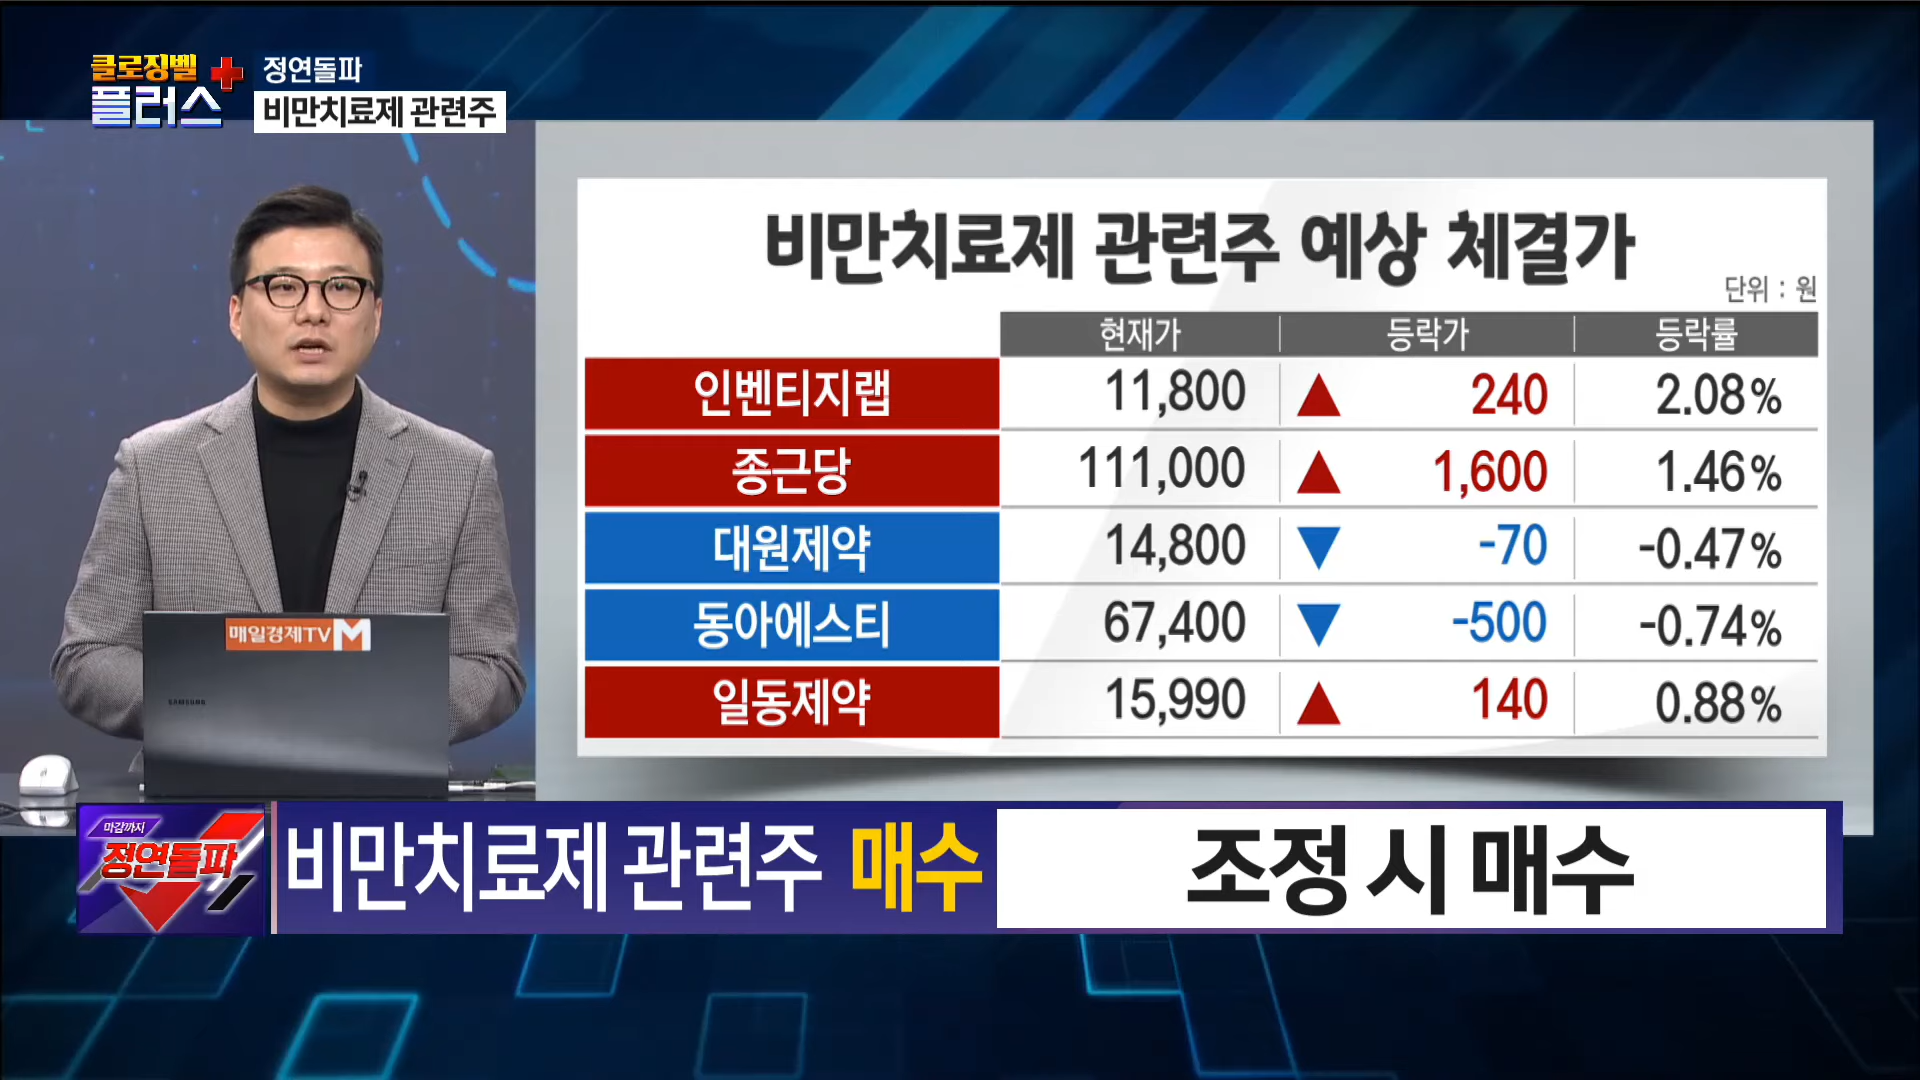 클로징벨
플러스
정연돌파
비만치료제 관련주
비만치료제 관련주 예상 체결가
단위 : 원
현재가 등락가 등락률
인벤티지랩 11,800 ▲ 240 2.08%
종근당 111,000 ▲ 1,600 1.46%
대원제약 14,800 ▼ -70 -0.47%
동아에스티 67,400 ▼ -500 -0.74%
일동제약 15,990 ▲ 140 0.88%
매일경제TV M
SAMSUNG
마감까지
정연돌파
비만치료제 관련주 매수 조정 시 매수